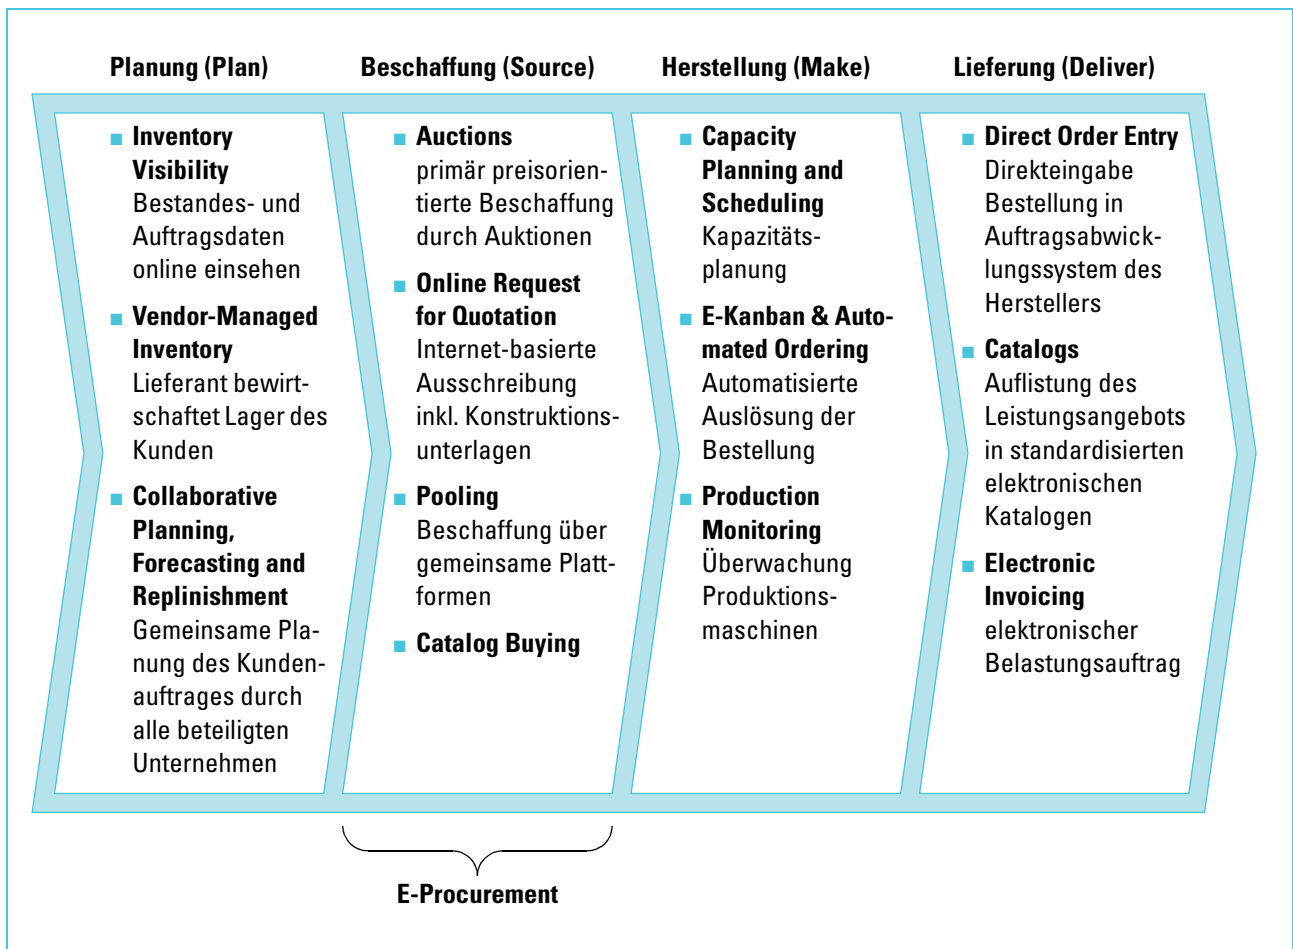 Planung (Plan)
Beschaffung (Source)
Herstellung (Make)
Lieferung (Deliver)
■ Inventory
Visibility
Bestandes- und
Auftragsdaten
online einsehen
■ Vendor-Managed
Inventory
Lieferant bewirt-
schaftet Lager des
Kunden
■ Collaborative
Planning,
Forecasting and
Replinishment
Gemeinsame Pla-
nung des Kunden-
auftrages durch
alle beteiligten
Unternehmen
■ Auctions
primär preisorien-
tierte Beschaffung
durch Auktionen
■ Online Request
for Quotation
Internet-basierte
Ausschreibung
inkl. Konstruktions-
unterlagen
■ Pooling
Beschaffung über
gemeinsame Platt-
formen
■ Catalog Buying
■ Capacity
Planning and
Scheduling
Kapazitäts-
planung
■ E-Kanban & Auto-
mated Ordering
Automatisierte
Auslösung der
Bestellung
■ Production
Monitoring
Überwachung
Produktions-
maschinen
■ Direct Order Entry
Direkteingabe
Bestellung in
Auftragsabwick-
lungssystem des
Herstellers
■ Catalogs
Auflistung des
Leistungsangebots
in standardisierten
elektronischen
Katalogen
■ Electronic
Invoicing
elektronischer
Belastungsauftrag
E-Procurement